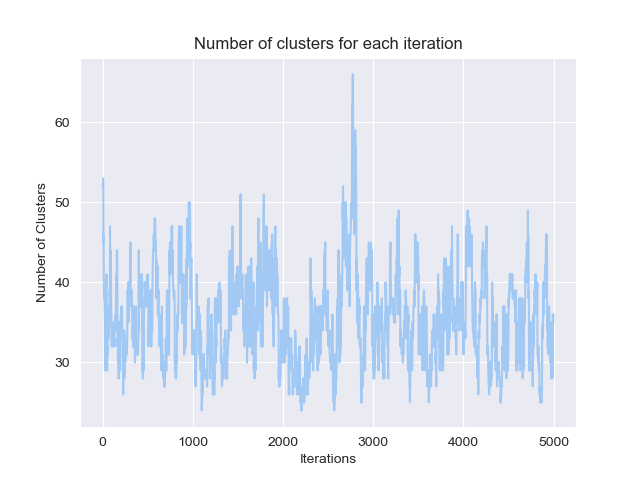 Number of clusters for each iteration
60
50
40
30
Number of Clusters
0 1000 2000 3000 4000 5000
Iterations